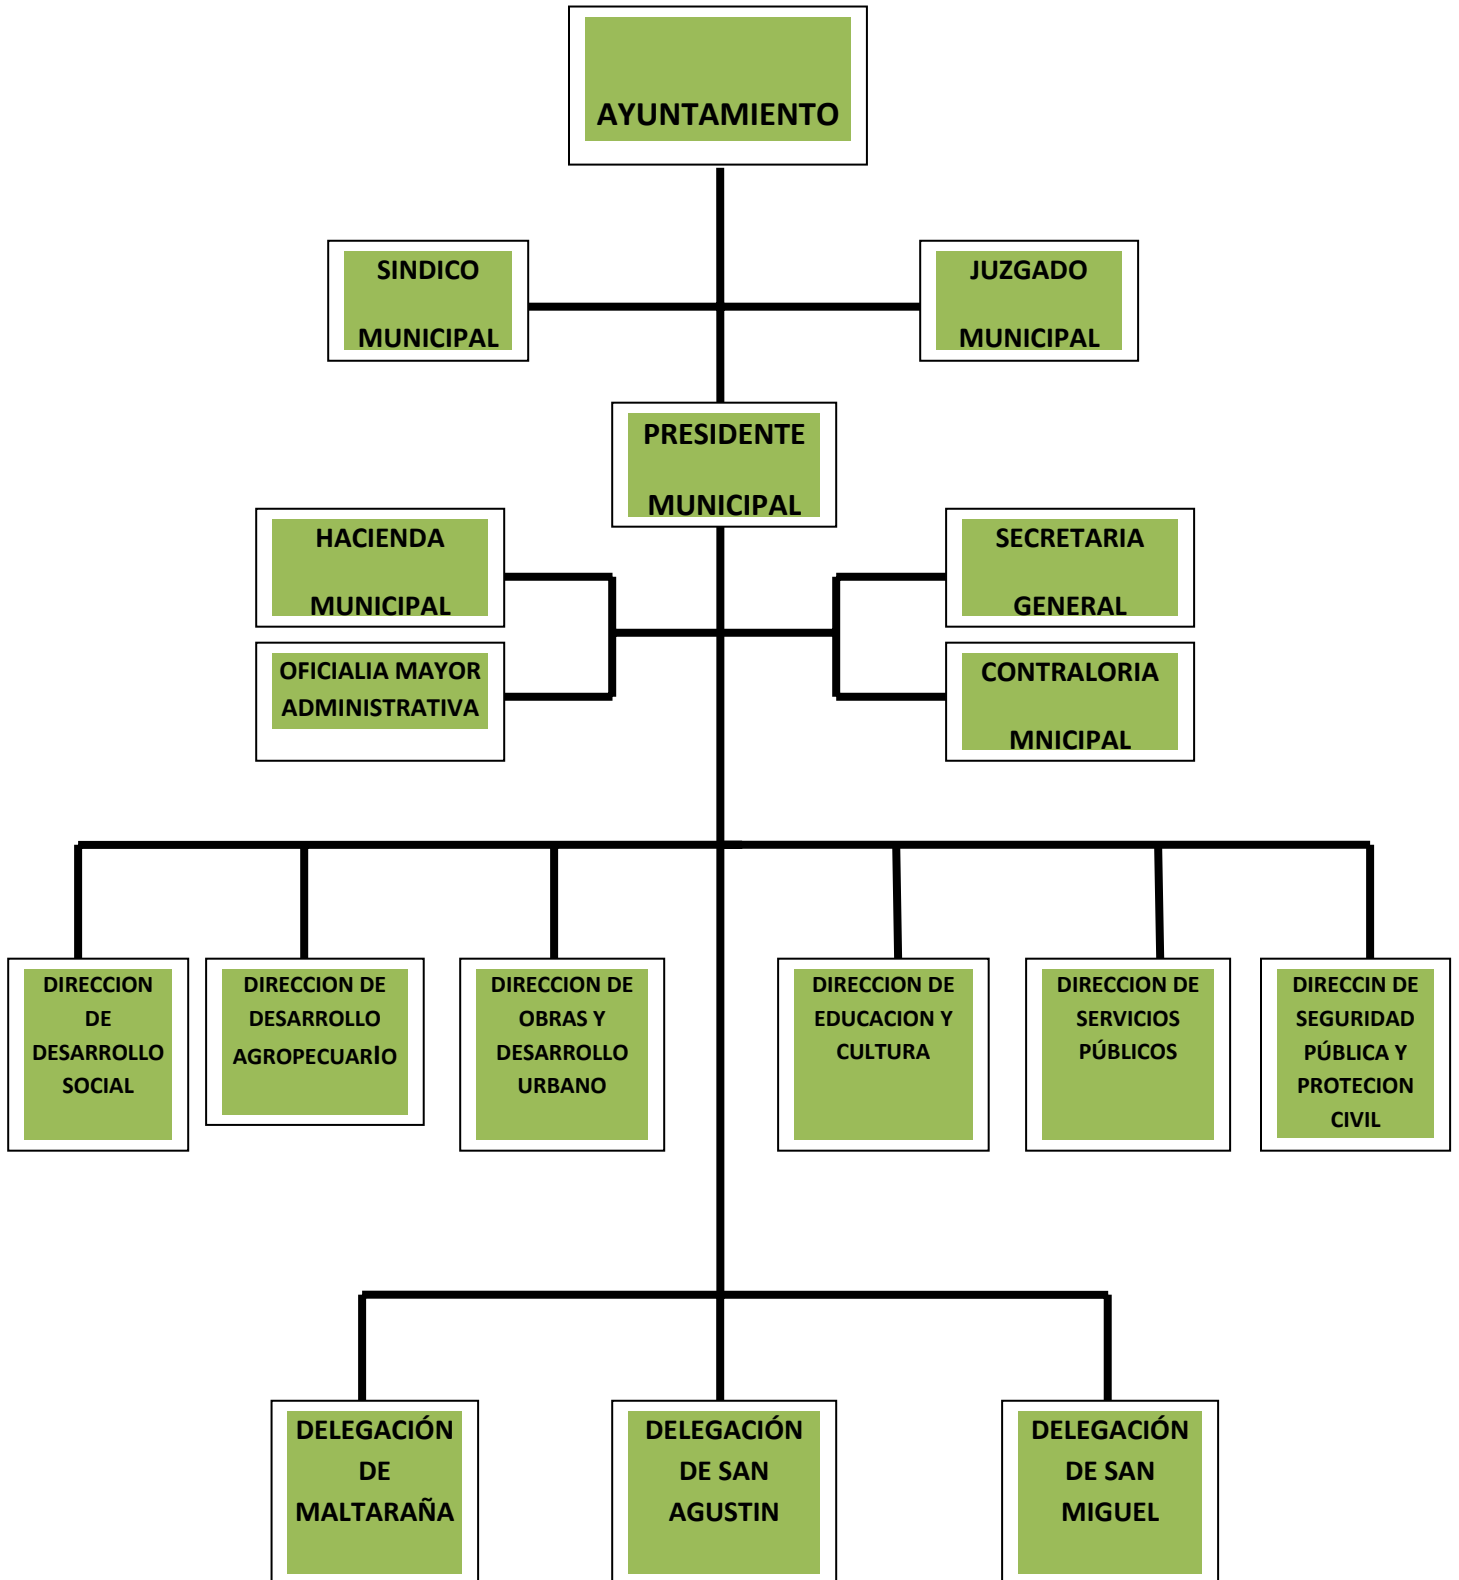 AYUNTAMIENTO
SINDICO
MUNICIPAL
JUZGADO
MUNICIPAL
PRESIDENTE
MUNICIPAL
HACIENDA
MUNICIPAL
SECRETARIA
GENERAL
OFICIALIA MAYOR
ADMINISTRATIVA
CONTRALORIA
MNICIPAL
DIRECCION
DE
DESARROLLO
SOCIAL
DIRECCION DE
DESARROLLO
AGROPECUARIO
DIRECCION DE
OBRAS Y
DESARROLLO
URBANO
DIRECCION DE
EDUCACION Y
CULTURA
DIRECCION DE
SERVICIOS
PÚBLICOS
DIRECCIN DE
SEGURIDAD
PÚBLICA Y
PROTECION
CIVIL
DELEGACIÓN
DE
MALTARAÑA
DELEGACIÓN
DE SAN
AGUSTIN
DELEGACIÓN
DE SAN
MIGUEL